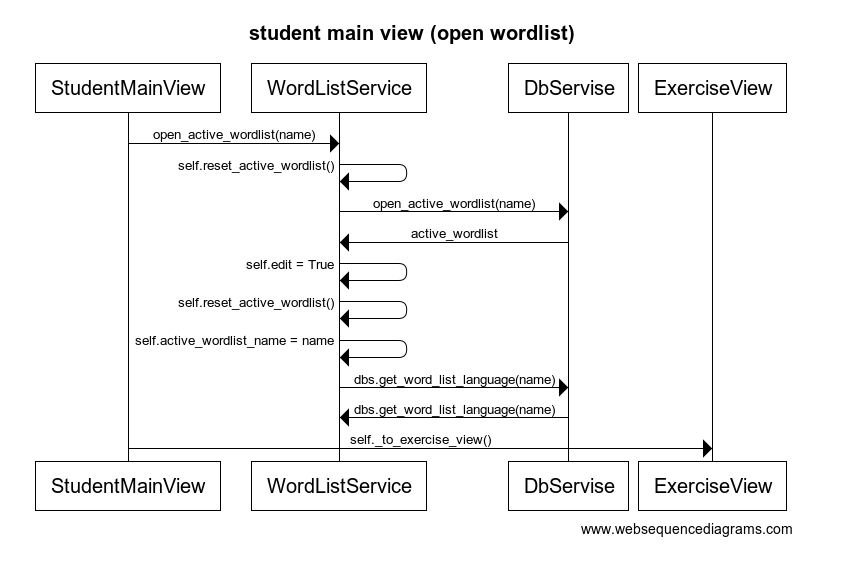 student main view (open wordlist)
StudentMainView
WordListService
DbServise
ExerciseView
open_active_wordlist(name)
self.reset_active_wordlist()
open_active_wordlist(name)
active_wordlist
self.edit = True
self.reset_active_wordlist()
self.active_wordlist_name = name
dbs.get_word_list_language(name)
dbs.get_word_list_language(name)
self._to_exercise_view()
StudentMainView
WordListService
DbServise
ExerciseView
www.websequencediagrams.com